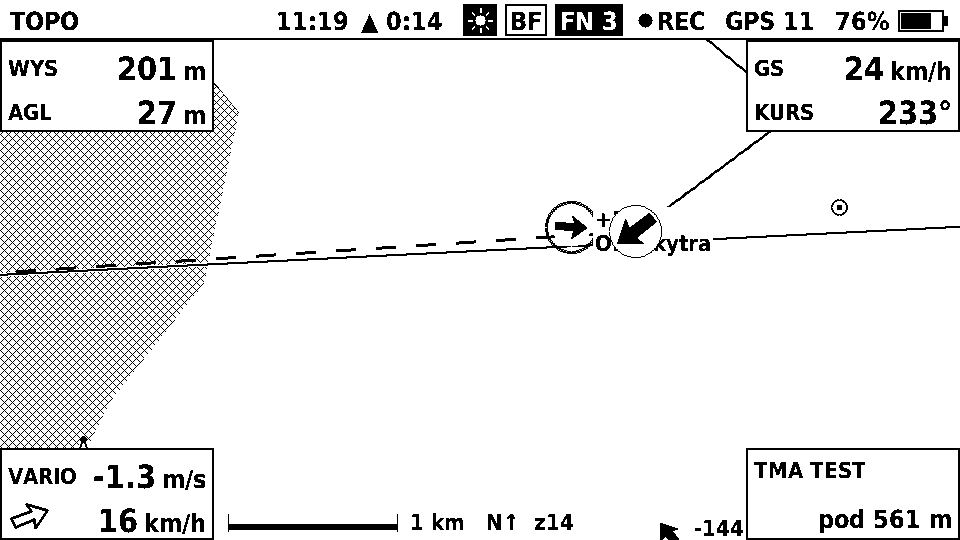 TOPO 11:19 ▲ 0:14 BF FN 3 ●REC GPS 11 76%
WYS 201 m
AGL 27 m
GS 24 km/h
KURS 233°
VARIO -1.3 m/s
16 km/h
1 km N↑ z14
-144
TMA TEST
pod 561 m